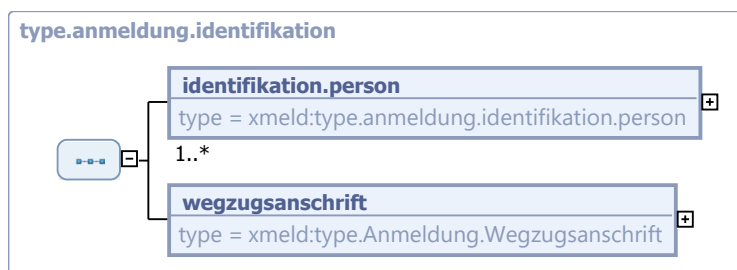 type.anmeldung.identifikation
identifikation.person
type = xmeld:type.anmeldung.identifikation.person
1..*
wegzugsanschrift
type = xmeld:type.Anmeldung.Wegzugsanschrift